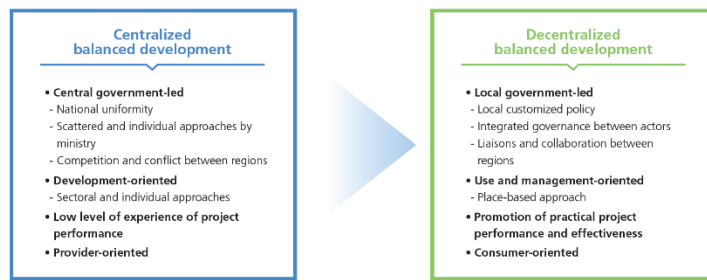 Centralized
balanced development
• Central government-led
- National uniformity
- Scattered and individual approaches by
ministry
- Competition and conflict between regions
• Development-oriented
- Sectoral and individual approaches
• Low level of experience of project
performance
• Provider-oriented
Decentralized
balanced development
• Local government-led
- Local customized policy
- Integrated governance between actors
- Liaisons and collaboration between
regions
• Use and management-oriented
- Place-based approach
• Promotion of practical project
performance and effectiveness
• Consumer-oriented